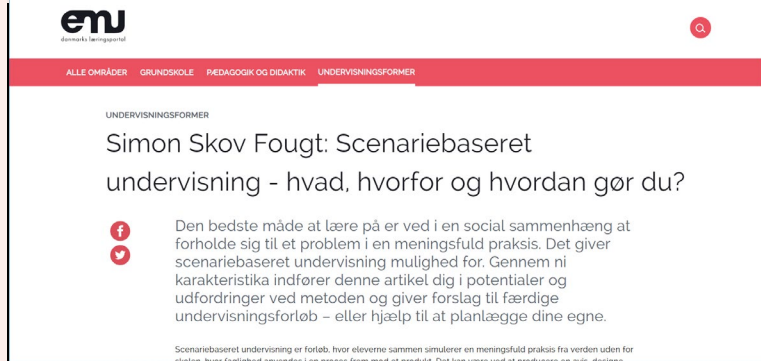 emu
danmarks læringsportal
ALLE OMRÅDER GRUNDSKOLE PÆDAGOGIK OG DIDAKTIK UNDERVISNINGSFORMER
UNDERVISNINGSFORMER
Simon Skov Fougt: Scenariebaseret
undervisning - hvad, hvorfor og hvordan gør du?
Den bedste måde at lære på er ved i en social sammenhæng at
forholde sig til et problem i en meningsfuld praksis. Det giver
scenariebaseret undervisning mulighed for. Gennem ni
karakteristika indfører denne artikel dig i potentialer og
udfordringer ved metoden og giver forslag til færdige
undervisningsforløb – eller hjælp til at planlægge dine egne.
Scenariebaseret undervisning er forløb, hvor eleverne sammen simulerer en meningsfuld praksis fra verden uden for